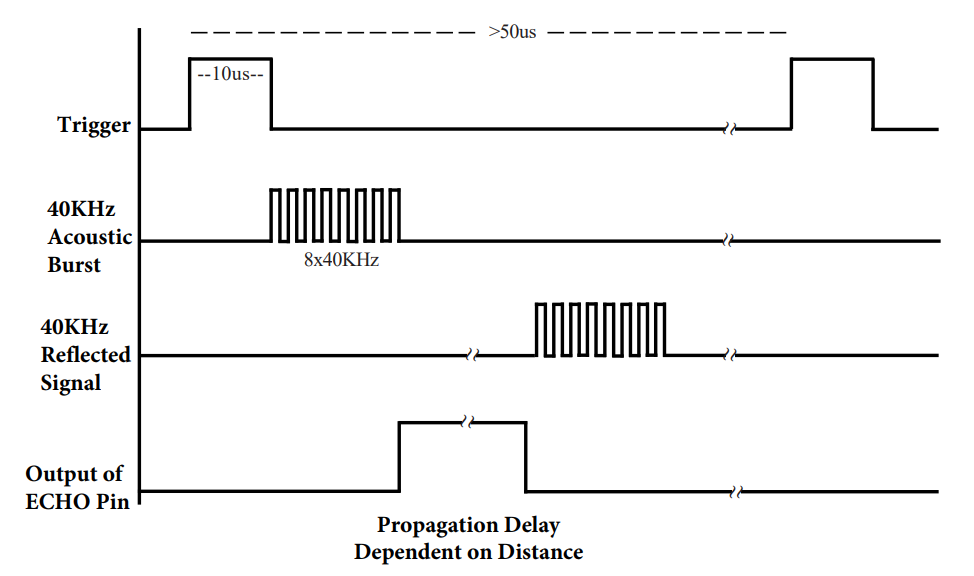 >50us
--10us--
Trigger
40KHz
Acoustic
Burst
8x40KHz
40KHz
Reflected
Signal
Output of
ECHO Pin
Propagation Delay
Dependent on Distance